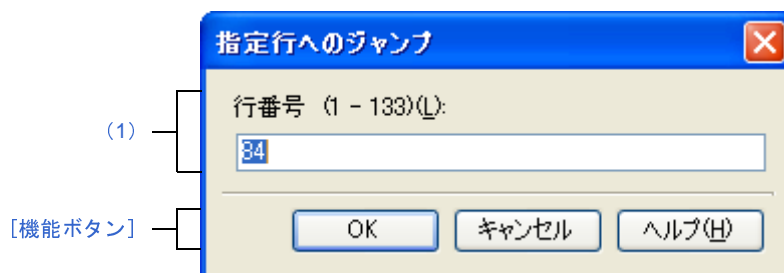 指定行へのジャンプ
行番号 (1 - 133)(L):
(1)
84
[機能ボタン]
OK キャンセル ヘルプ(H)